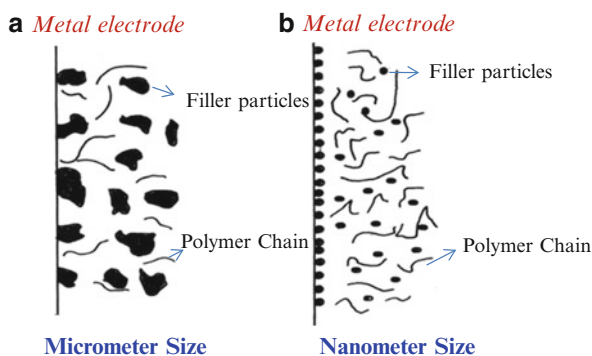 a Metal electrode
Filler particles
Polymer Chain
Micrometer Size
b Metal electrode
Filler particles
Polymer Chain
Nanometer Size